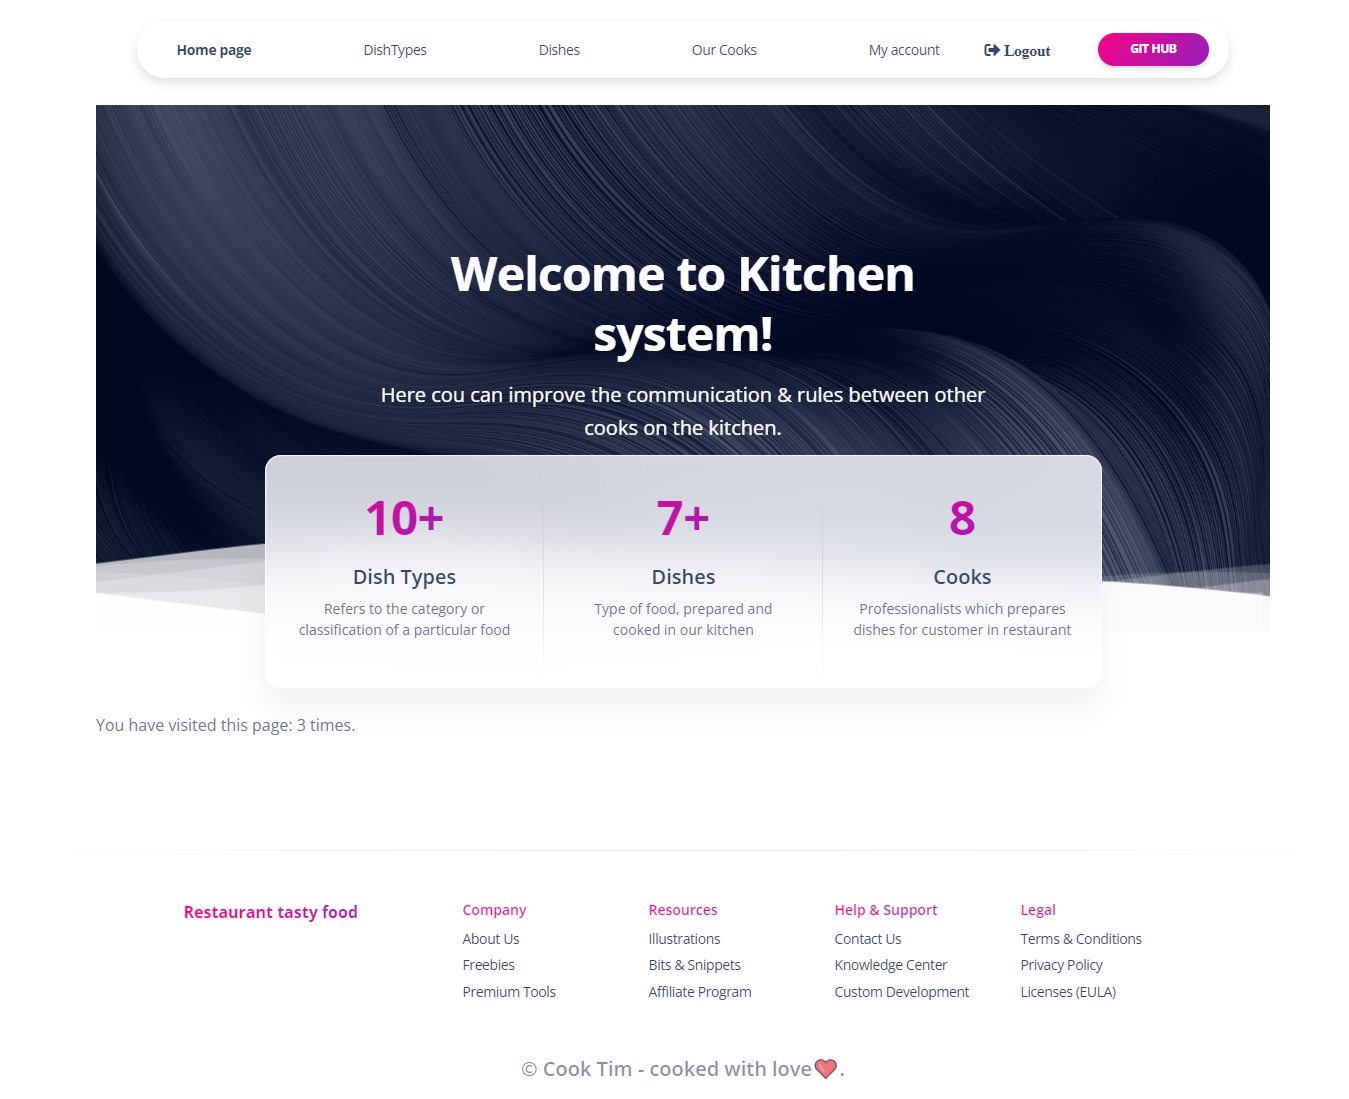 Home page
DishTypes
Dishes
Our Cooks
My account
Logout
GIT HUB
Welcome to Kitchen
system!
Here cou can improve the communication & rules between other
cooks on the kitchen.
10+
Dish Types
Refers to the category or
classification of a particular food
7+
Dishes
Type of food, prepared and
cooked in our kitchen
8
Cooks
Professionalists which prepares
dishes for customer in restaurant
You have visited this page: 3 times.
Restaurant tasty food
Company
About Us
Freebies
Premium Tools
Resources
Illustrations
Bits & Snippets
Affiliate Program
Help & Support
Contact Us
Knowledge Center
Custom Development
Legal
Terms & Conditions
Privacy Policy
Licenses (EULA)
© Cook Tim - cooked with love❤️.